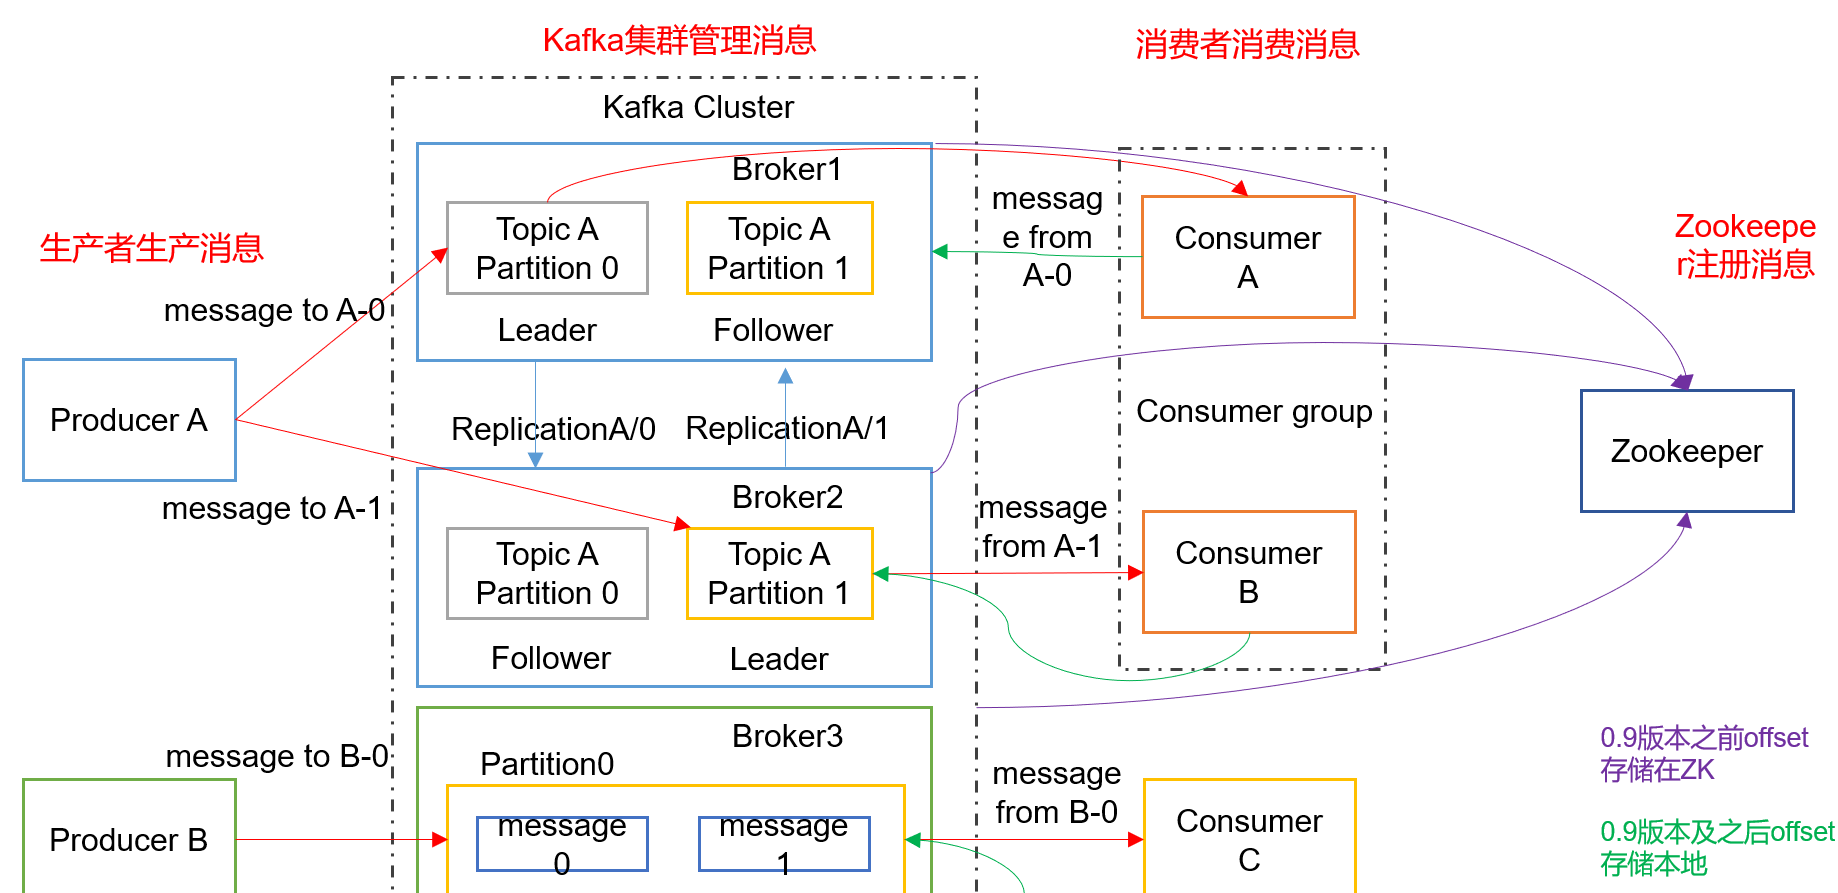 Kafka集群管理消息
消费者消费消息
Kafka Cluster
Broker1
Topic A
Partition 0
Topic A
Partition 1
Leader
Follower
messag
e from
A-0
Consumer
A
Zookeepe
r注册消息
生产者生产消息
message to A-0
Producer A
message to A-1
ReplicationA/0
ReplicationA/1
Consumer group
Zookeeper
Broker2
Topic A
Partition 0
Topic A
Partition 1
Follower
Leader
message
from A-1
Consumer
B
message to B-0
Producer B
Broker3
Partition0
message
0
message
1
message
from B-0
Consumer
C
0.9版本之前offset
存储在ZK
0.9版本及之后offset
存储本地